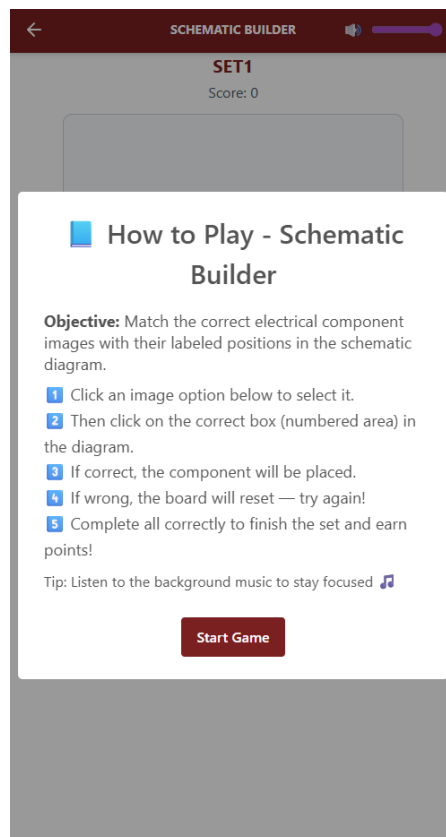 SCHEMATIC BUILDER
SET1
Score: 0
📘 How to Play - Schematic
Builder
Objective: Match the correct electrical component
images with their labeled positions in the schematic
diagram.
1️⃣ Click an image option below to select it.
2️⃣ Then click on the correct box (numbered area) in
the diagram.
3️⃣ If correct, the component will be placed.
4️⃣ If wrong, the board will reset — try again!
5️⃣ Complete all correctly to finish the set and earn
points!
Tip: Listen to the background music to stay focused 🎵
Start Game